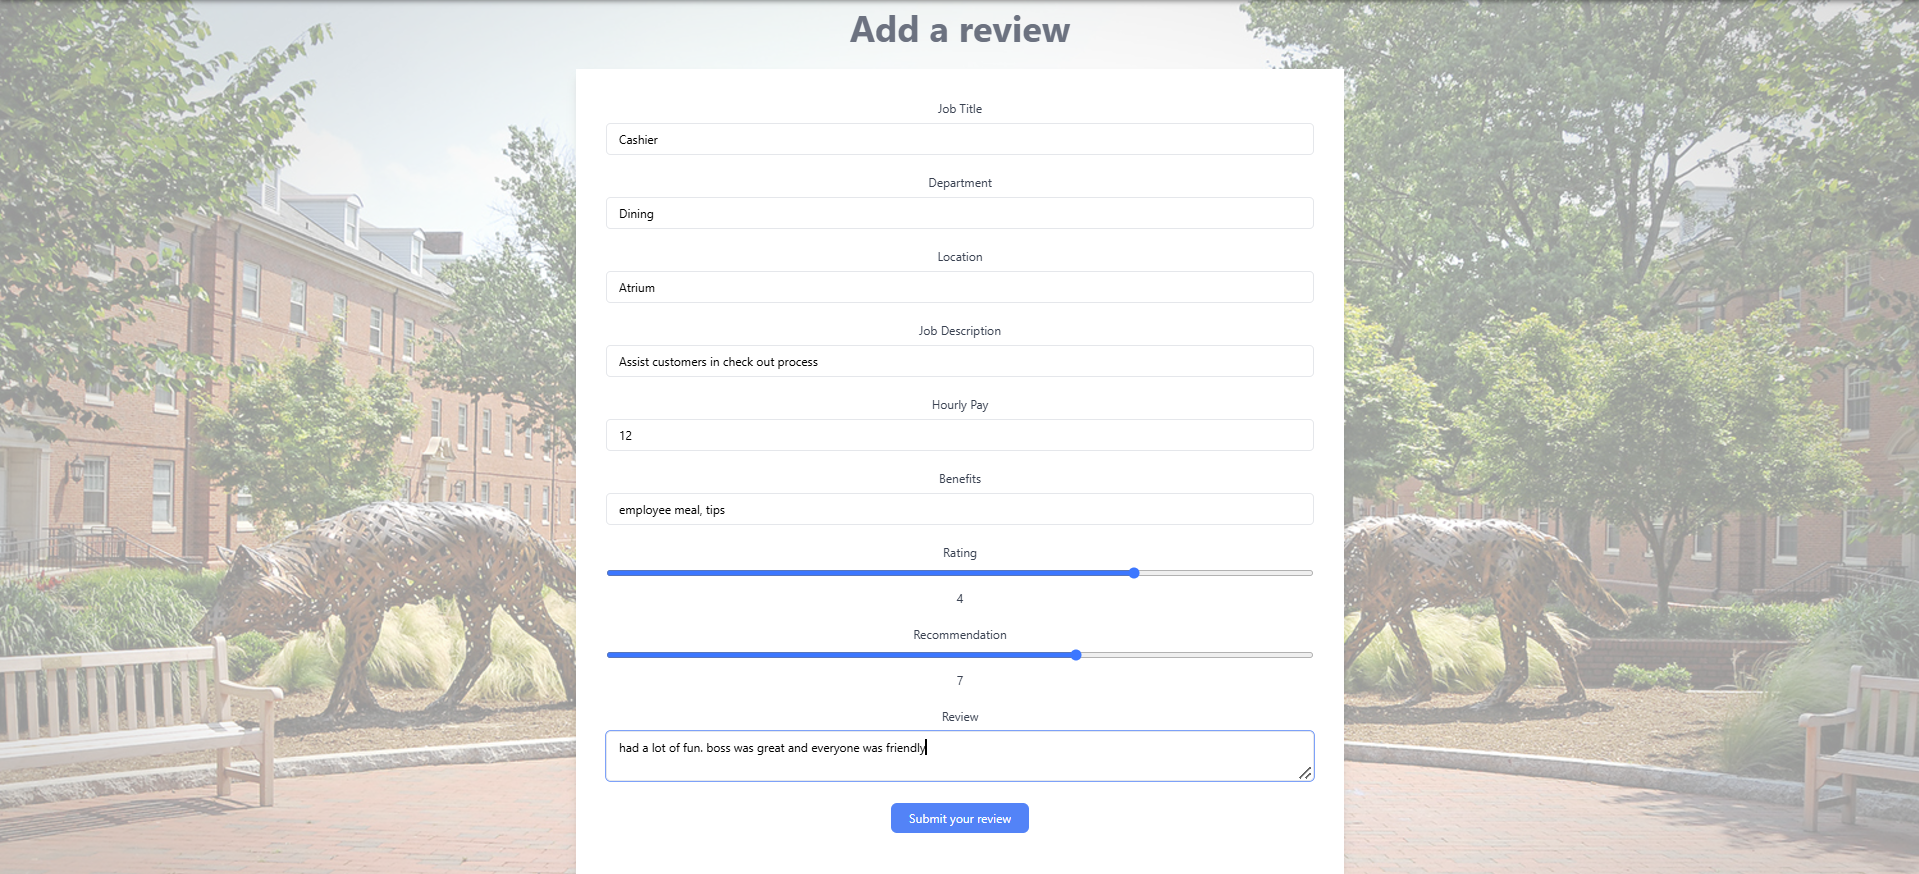 Add a review
Job Title
Cashier
Department
Dining
Location
Atrium
Job Description
Assist customers in check out process
Hourly Pay
12
Benefits
employee meal, tips
Rating
4
Recommendation
7
Review
had a lot of fun. boss was great and everyone was friendly
Submit your review